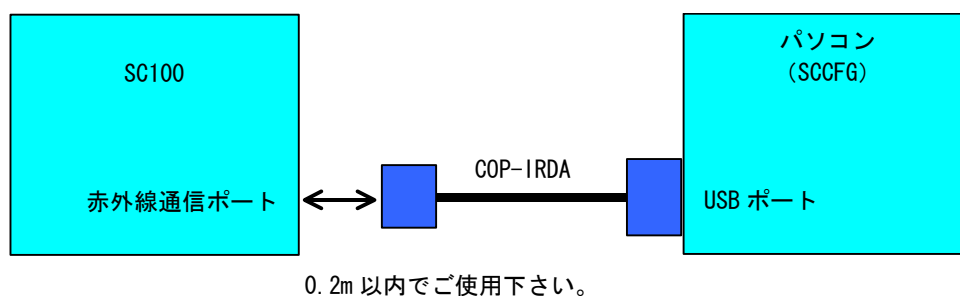 SC100
パソコン
(SCCFG)
COP-IRDA
赤外線通信ポート
USB ポート
0.2m 以内でご使用下さい。